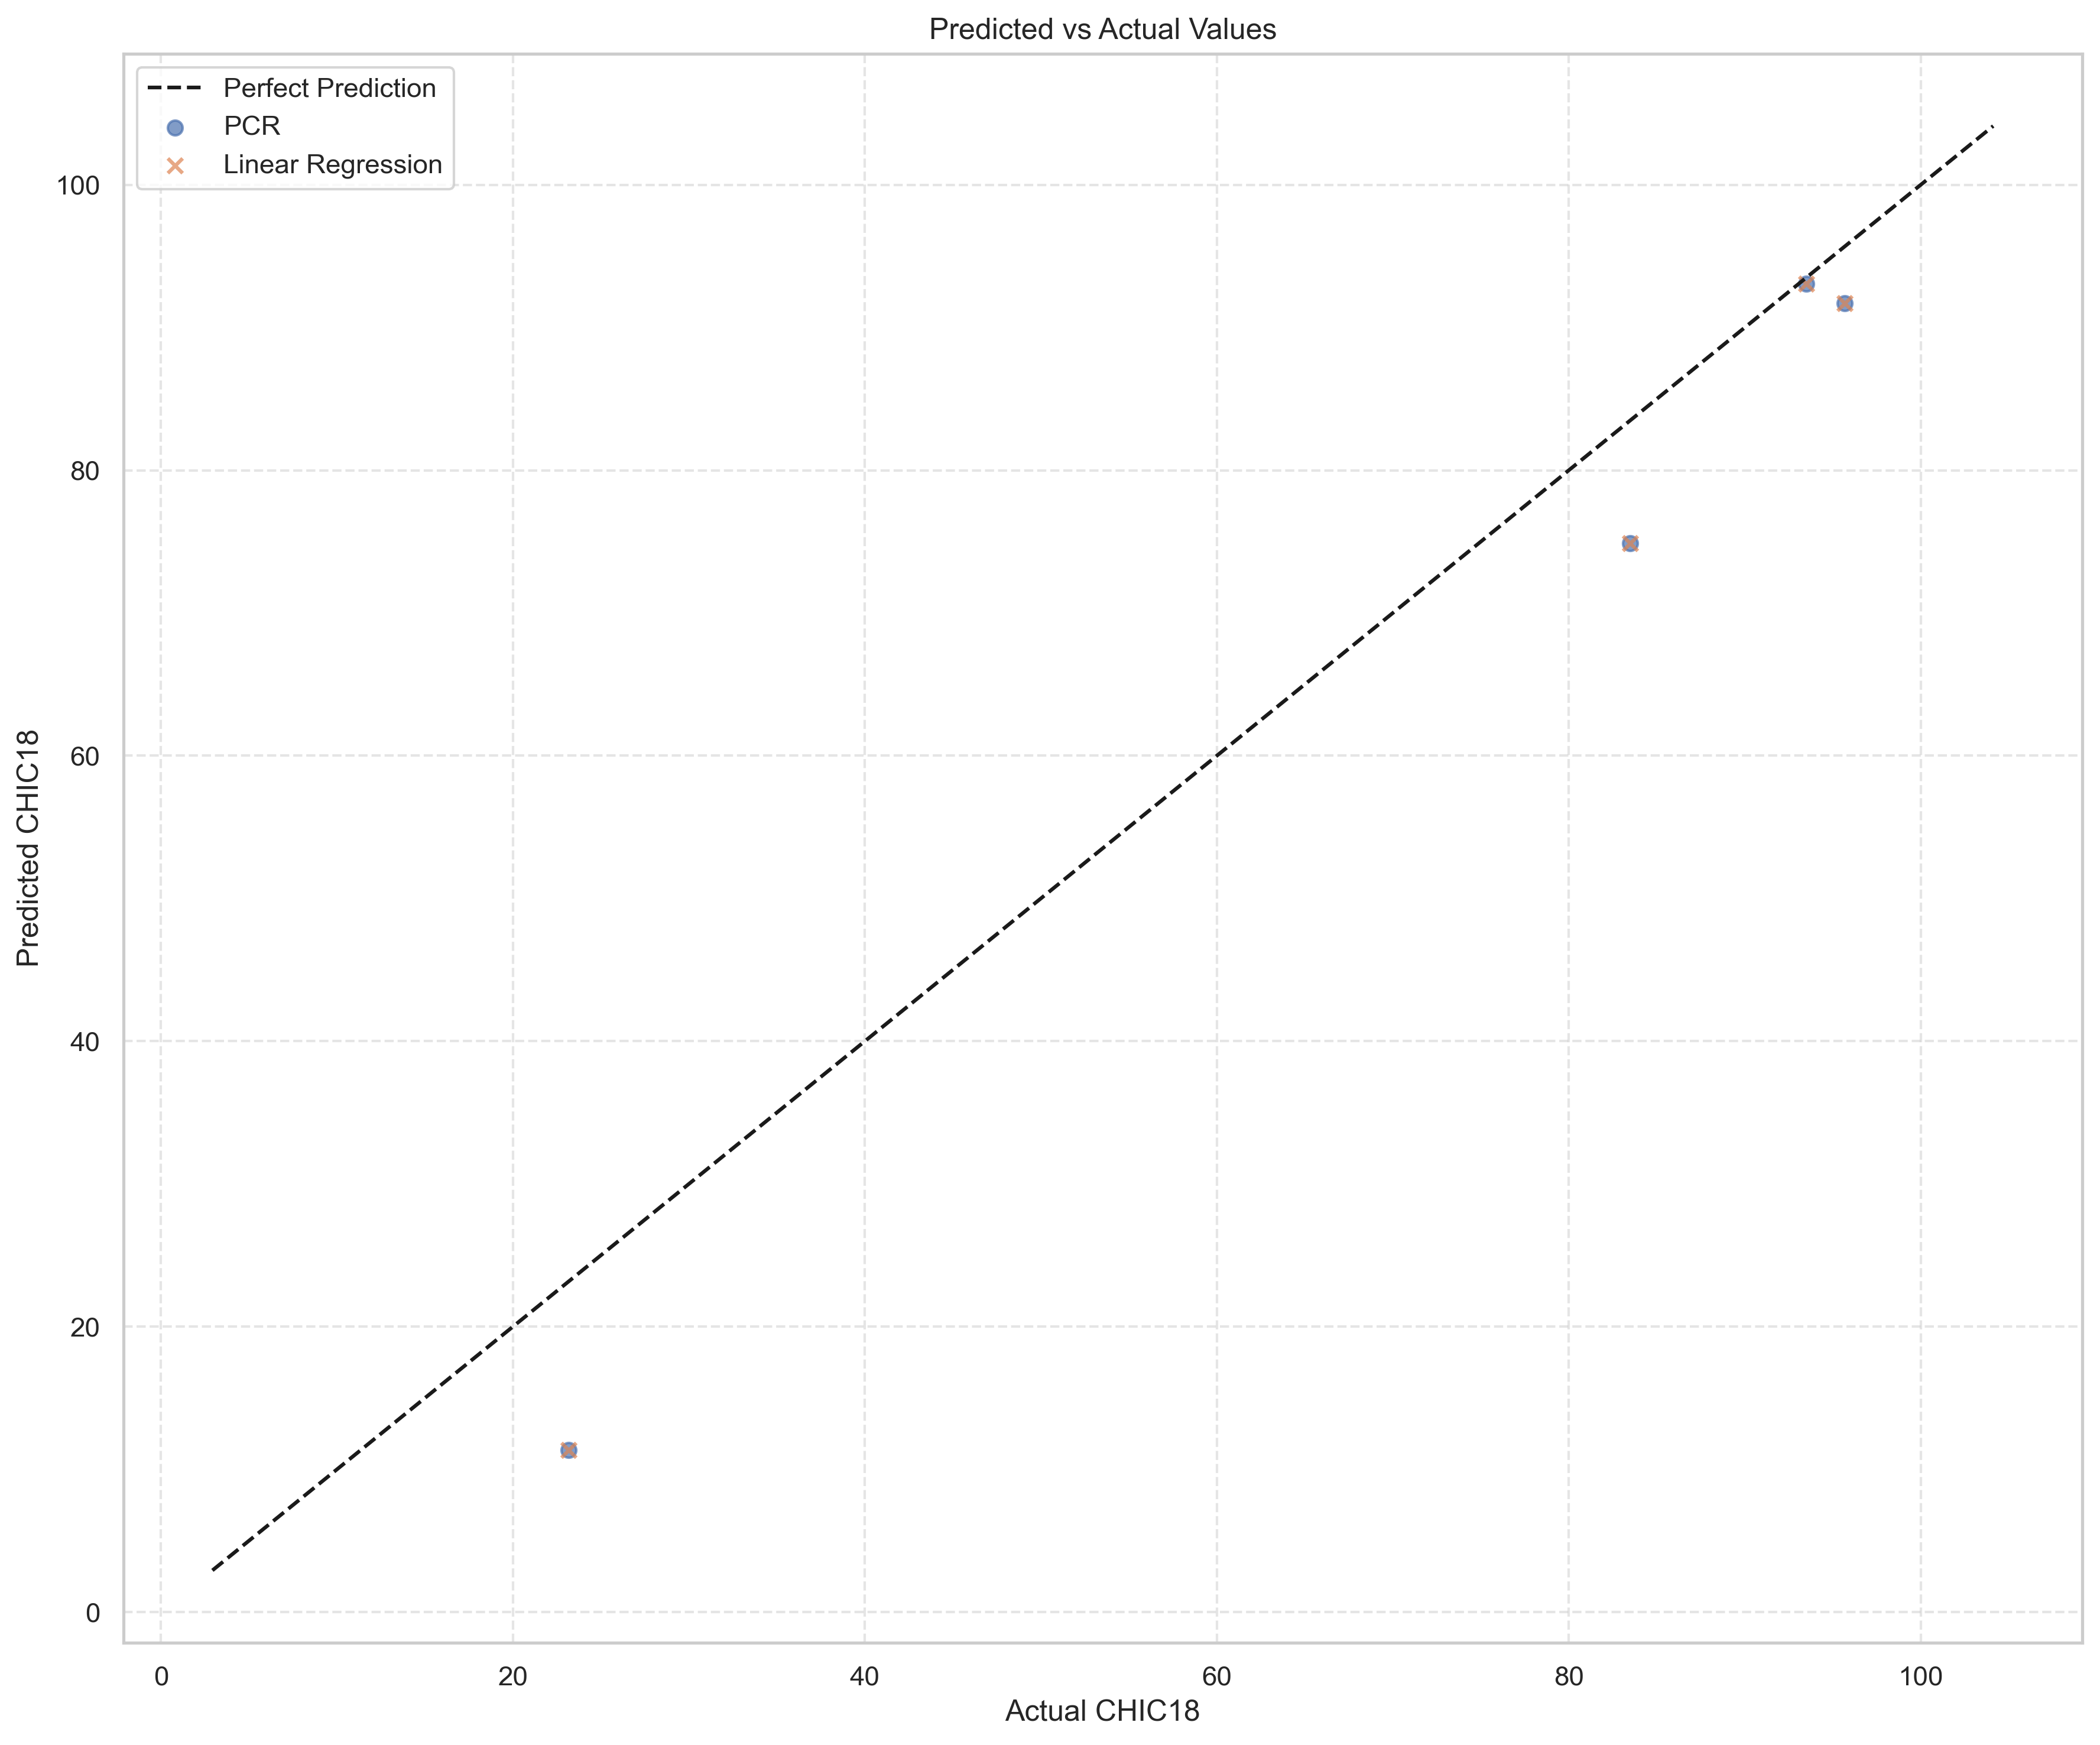 Predicted vs Actual Values
Perfect Prediction
PCR
Linear Regression
100
80
60
40
20
0
Predicted CHIC18
0 20 40 60 80 100
Actual CHIC18